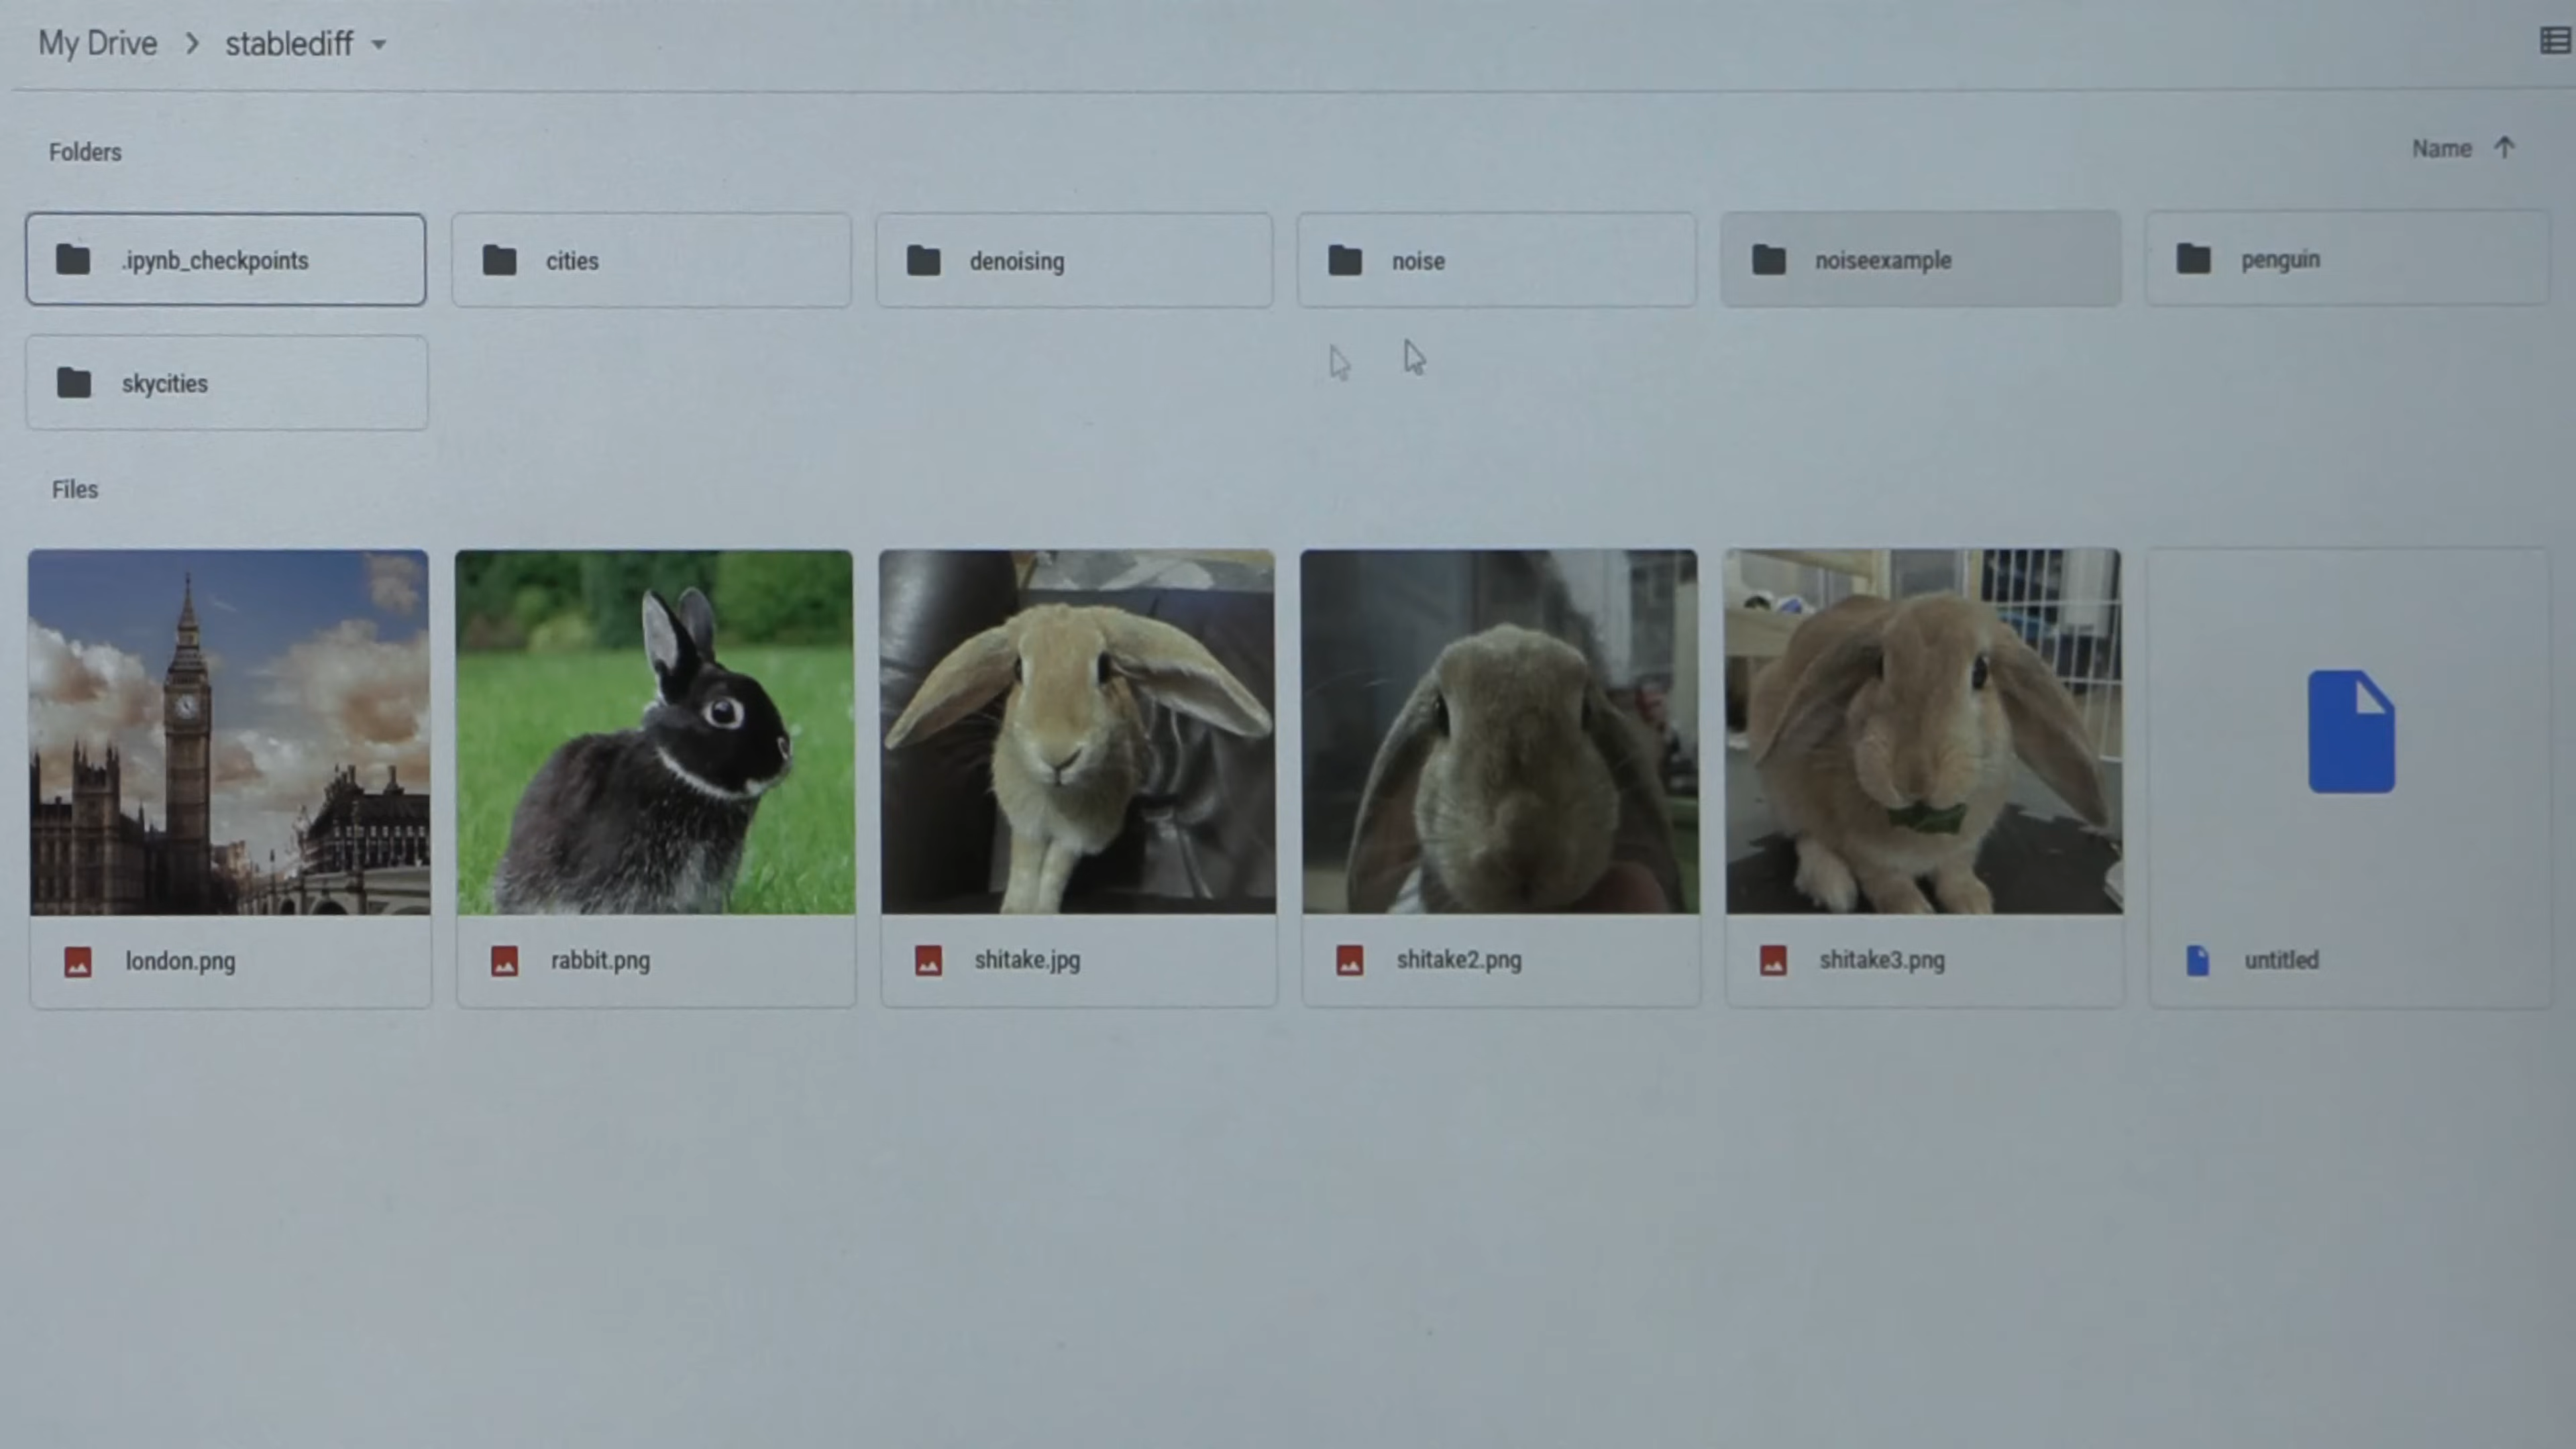 My Drive > stablediff
Folders
Name
.ipynb_checkpoints
cities
denoising
noise
noiseexample
penguin
skycities
Files
london.png
rabbit.png
shitake.jpg
shitake2.png
shitake3.png
untitled